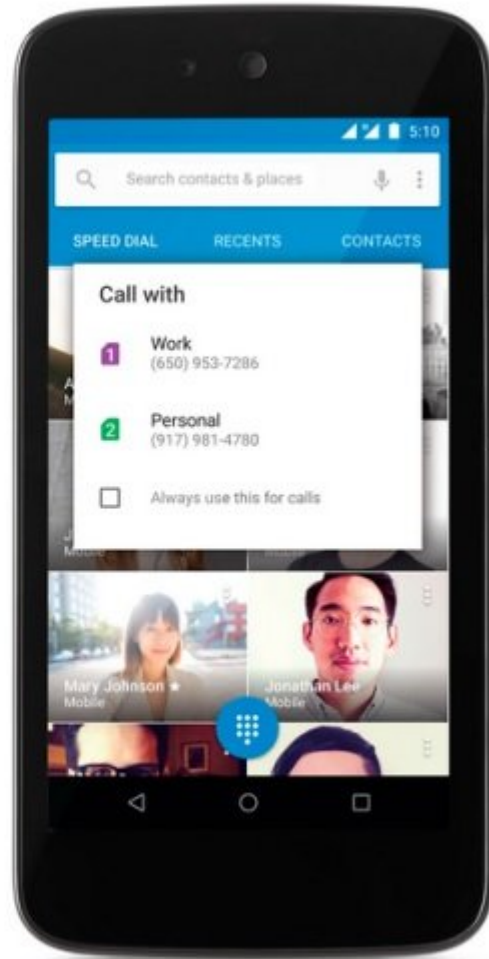 5:10
Search contacts & places
SPEED DIAL RECENTS CONTACTS
Call with
1 Work
(650) 953-7286
2 Personal
(917) 981-4780
Always use this for calls
Mobile
Mary Johnson ★ Jonathan Lee
Mobile Mobile